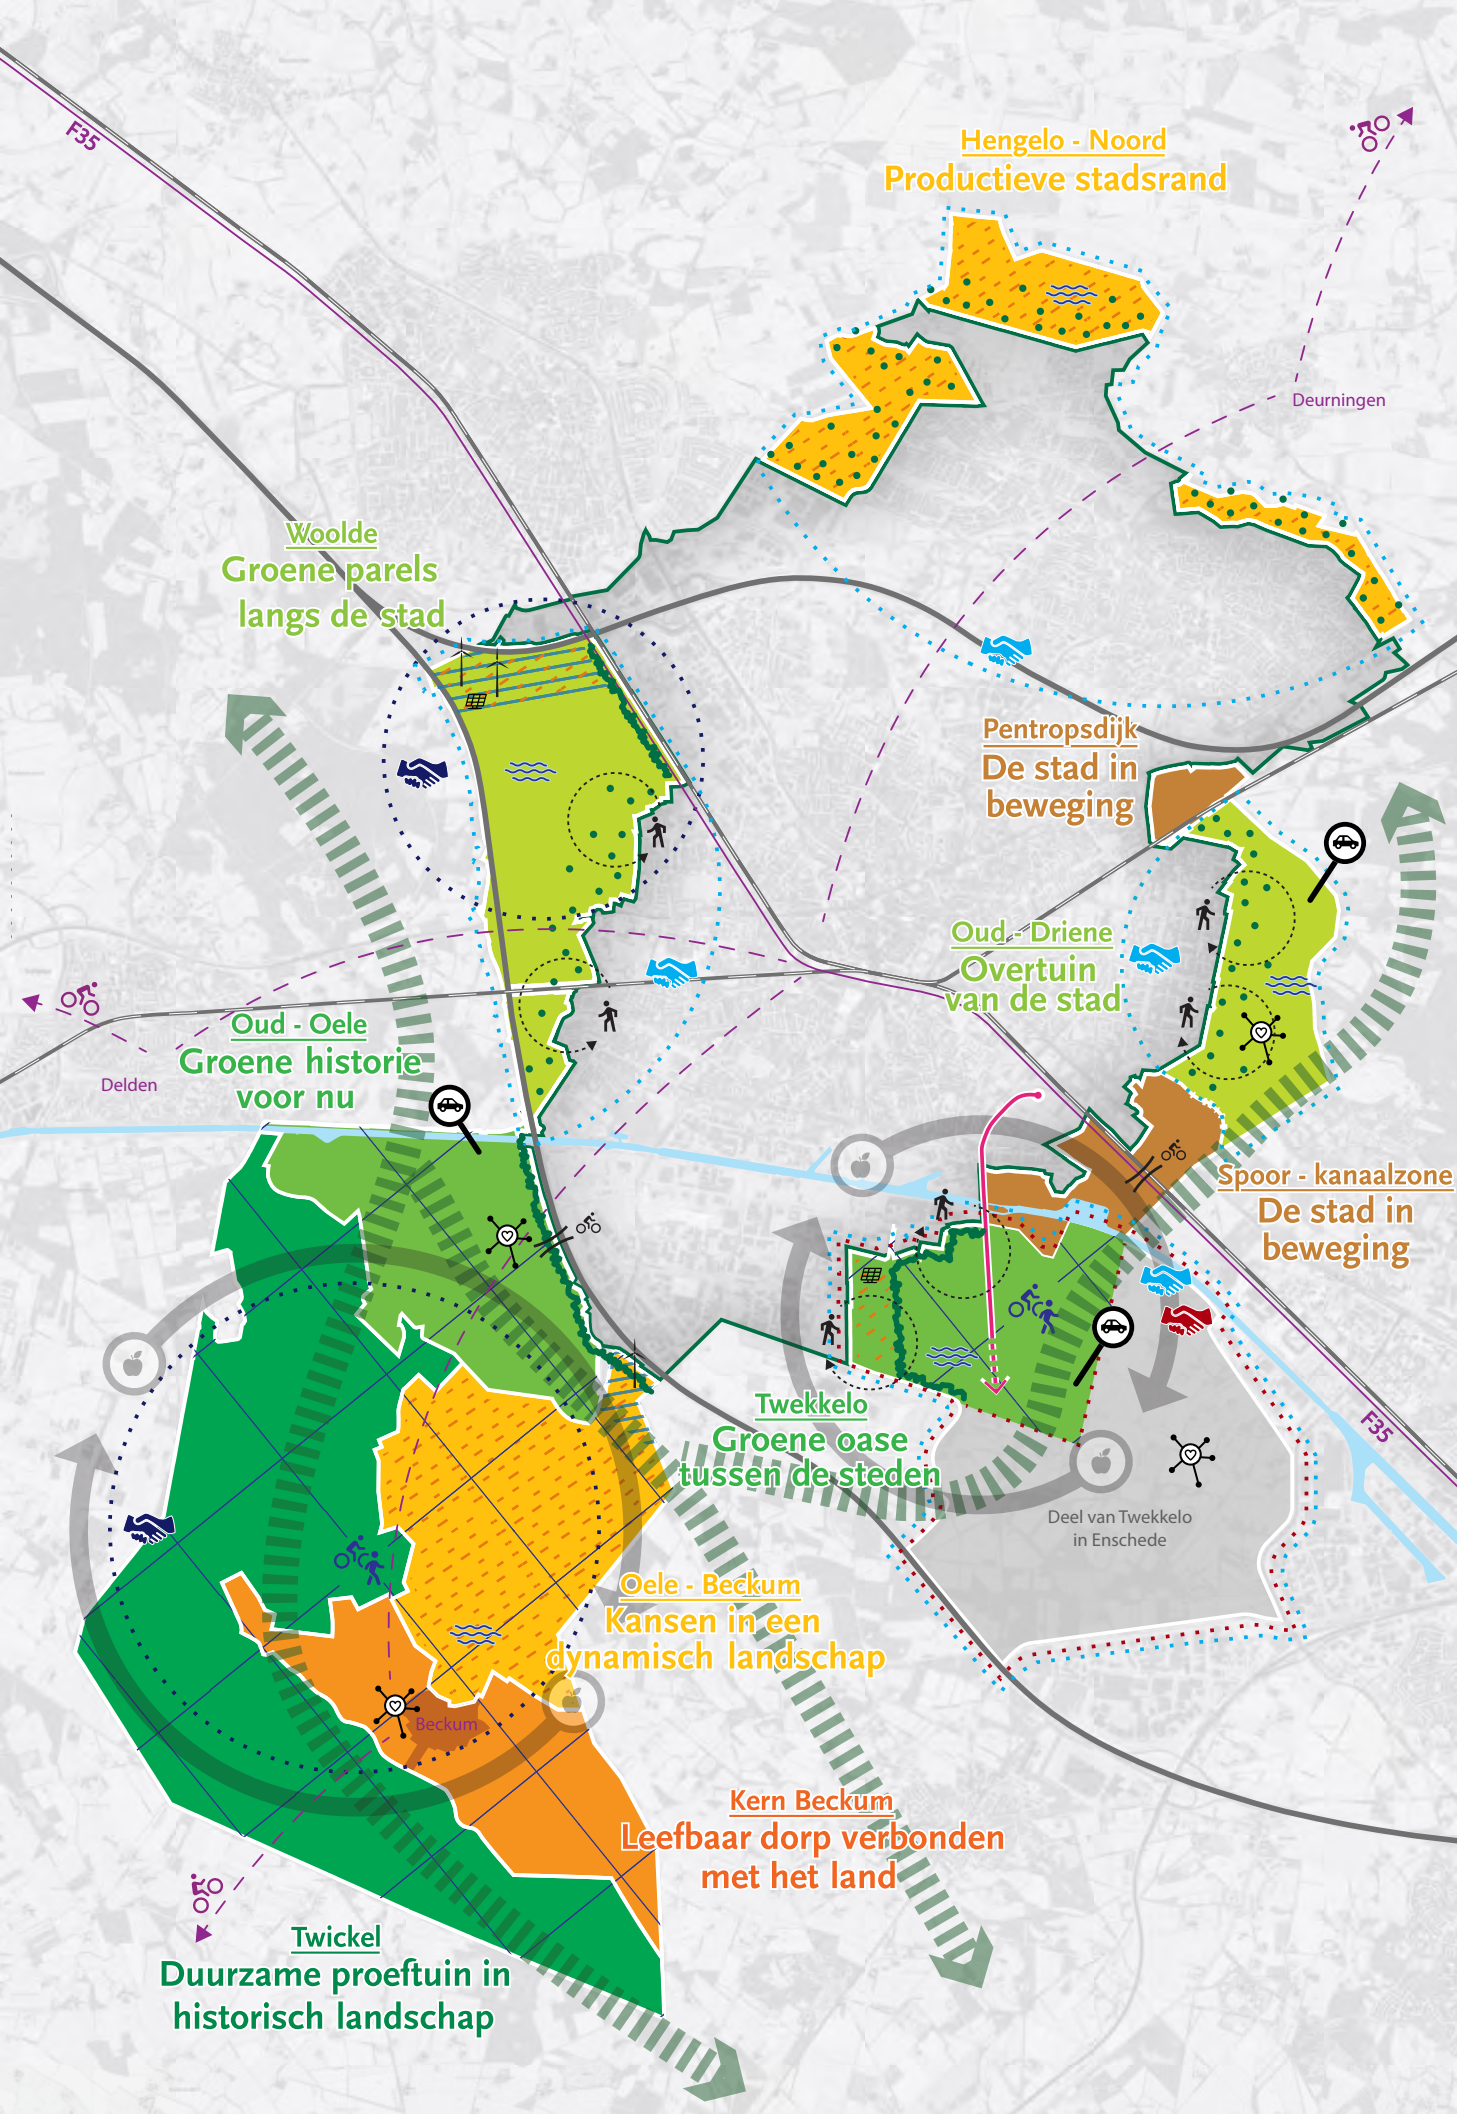 F35
Hengelo - Noord
Productieve stadsrand
Deurningen
Woolde
Groene parels
langs de stad
Pentropsdijk
De stad in
beweging
Oud - Driene
Overtuin
van de stad
Oud - Oele
Groene historie
voor nu
Delden
Spoor - kanaalzone
De stad in
beweging
Twekkelo
Groene oase
tussen de steden
F35
Deel van Twekkelo
in Enschede
Oele - Beckum
Kansen in een
dynamisch landschap
Beckum
Kern Beckum
Leefbaar dorp verbonden
met het land
Twickel
Duurzame proeftuin in
historisch landschap